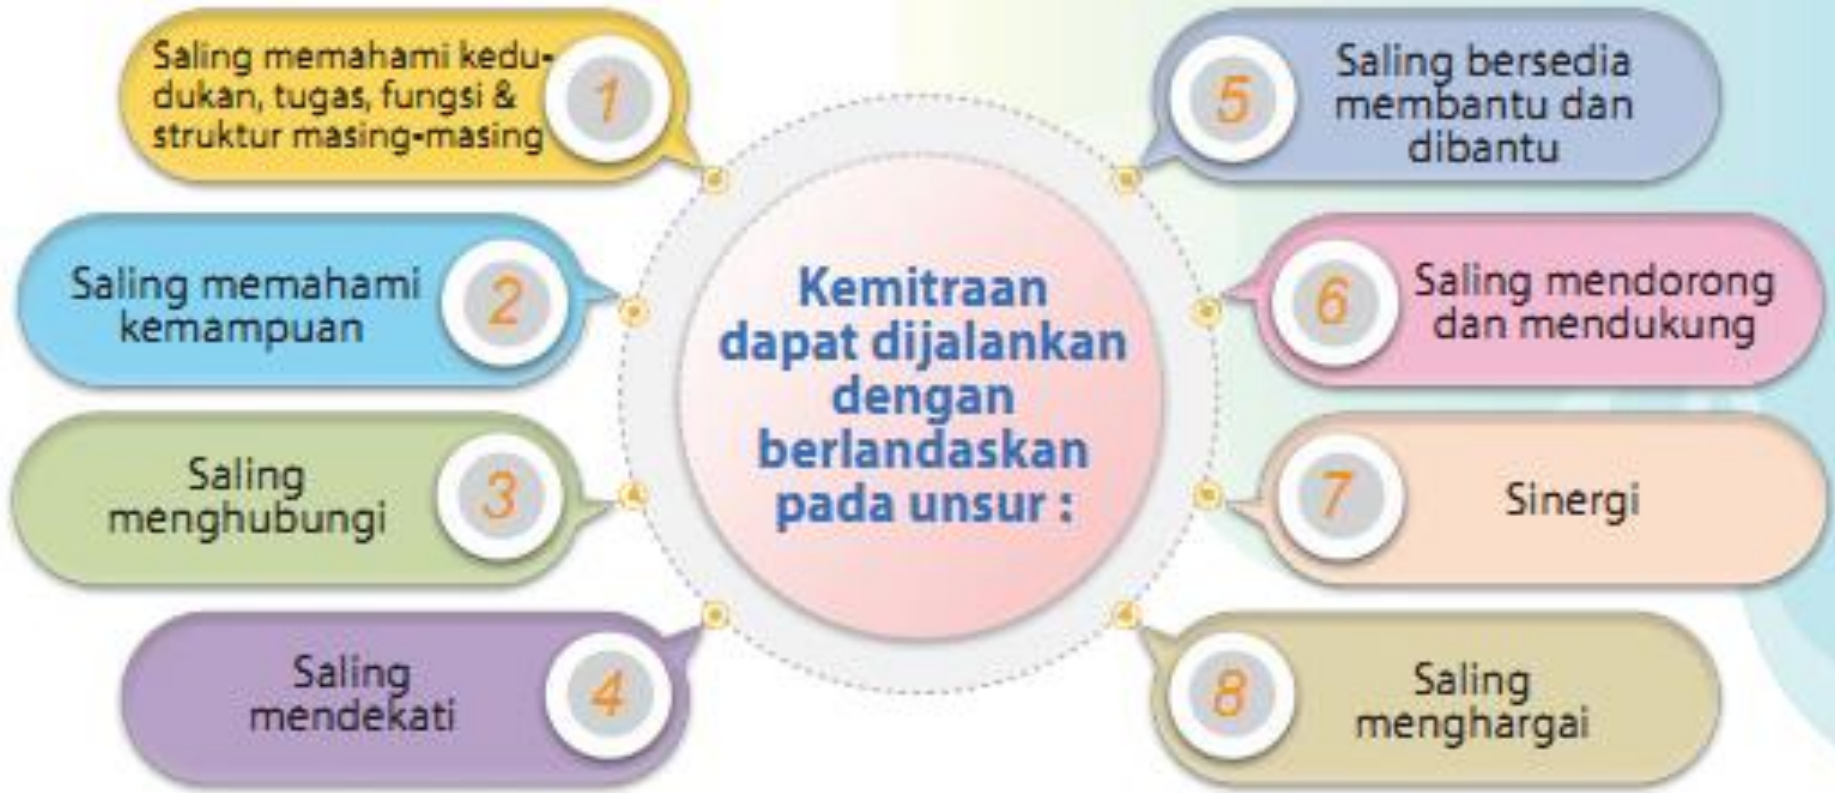 Saling memahami kedu-
dukan, tugas, fungsi &
struktur masing-masing
1
Saling memahami
kemampuan
2
Saling
menghubungi
3
Saling
mendekati
4
Kemitraan
dapat dijalankan
dengan
berlandaskan
pada unsur :
5
Saling bersedia
membantu dan
dibantu
6
Saling mendorong
dan mendukung
7
Sinergi
8
Saling
menghargai